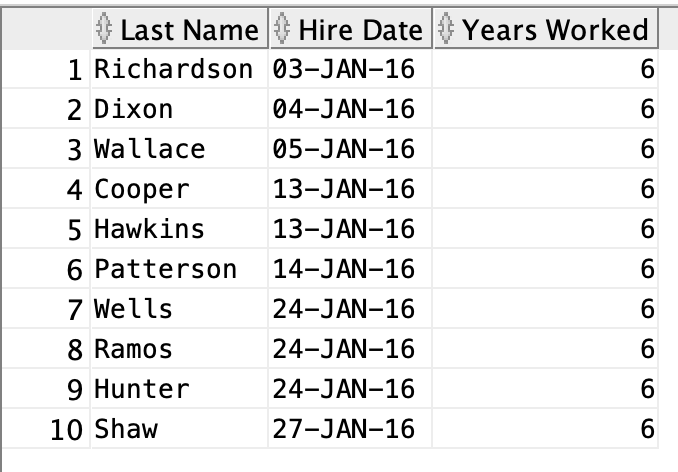 Last Name Hire Date Years Worked
1 Richardson 03-JAN-16 6
2 Dixon 04-JAN-16 6
3 Wallace 05-JAN-16 6
4 Cooper 13-JAN-16 6
5 Hawkins 13-JAN-16 6
6 Patterson 14-JAN-16 6
7 Wells 24-JAN-16 6
8 Ramos 24-JAN-16 6
9 Hunter 24-JAN-16 6
10 Shaw 27-JAN-16 6